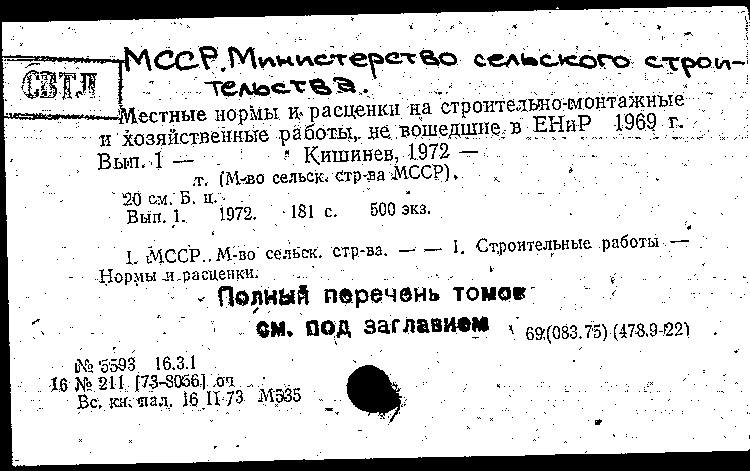 МССР. Министерство сельского строи-
тельства.
СВТЛ
Местные нормы и расценки на строительно-монтажные
и хозяйственные работы, не вошедшие в ЕНиР 1969 г.
Вып. 1 — Кишинев, 1972 —
т. (М-во сельск. стр-ва МССР).
20 см. Б. ц.
Вып. 1. 1972. 181 с. 500 экз.
I. МССР. М-во сельск. стр-ва. — — 1. Строительные работы —
Нормы и расценки.
Полный перечень томов
см. под заглавием
69(083.75)(478.9-22)
№ 5593 16.3.1
16 № 211 [73-8056] оч
Вс. кн. пал. 16 II 73 М535